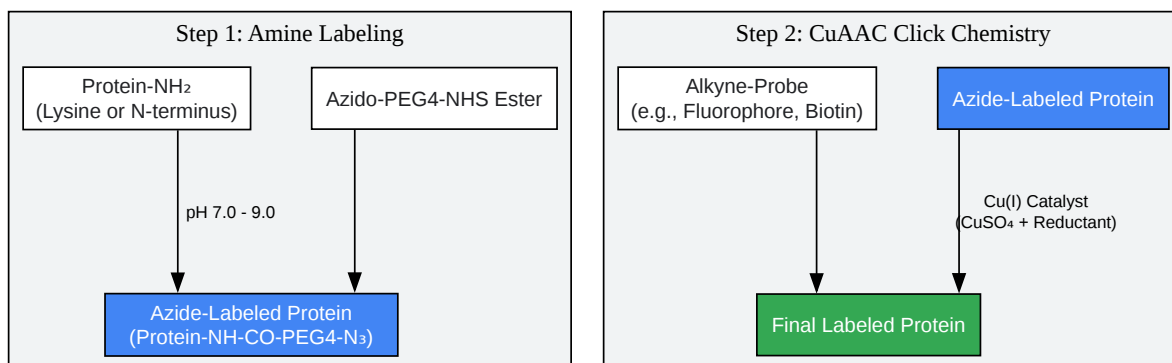 Step 1: Amine Labeling
Protein-NH₂
(Lysine or N-terminus)
Azido-PEG4-NHS Ester
pH 7.0 - 9.0
Azide-Labeled Protein
(Protein-NH-CO-PEG4-N₃)
Step 2: CuAAC Click Chemistry
Alkyne-Probe
(e.g., Fluorophore, Biotin)
Azide-Labeled Protein
Cu(I) Catalyst
(CuSO₄ + Reductant)
Final Labeled Protein